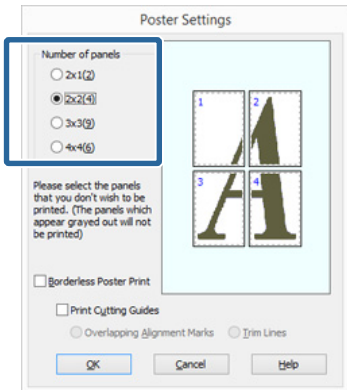 Poster Settings
Number of panels
2x1(2)
2x2(4)
3x3(9)
4x4(6)
1
2
3
4
Please select the panels
that you don't wish to be
printed. (The panels which
appear grayed out will not
be printed)
Borderless Poster Print
Print Cutting Guides
Overlapping Alignment Marks
Trim Lines
OK
Cancel
Help